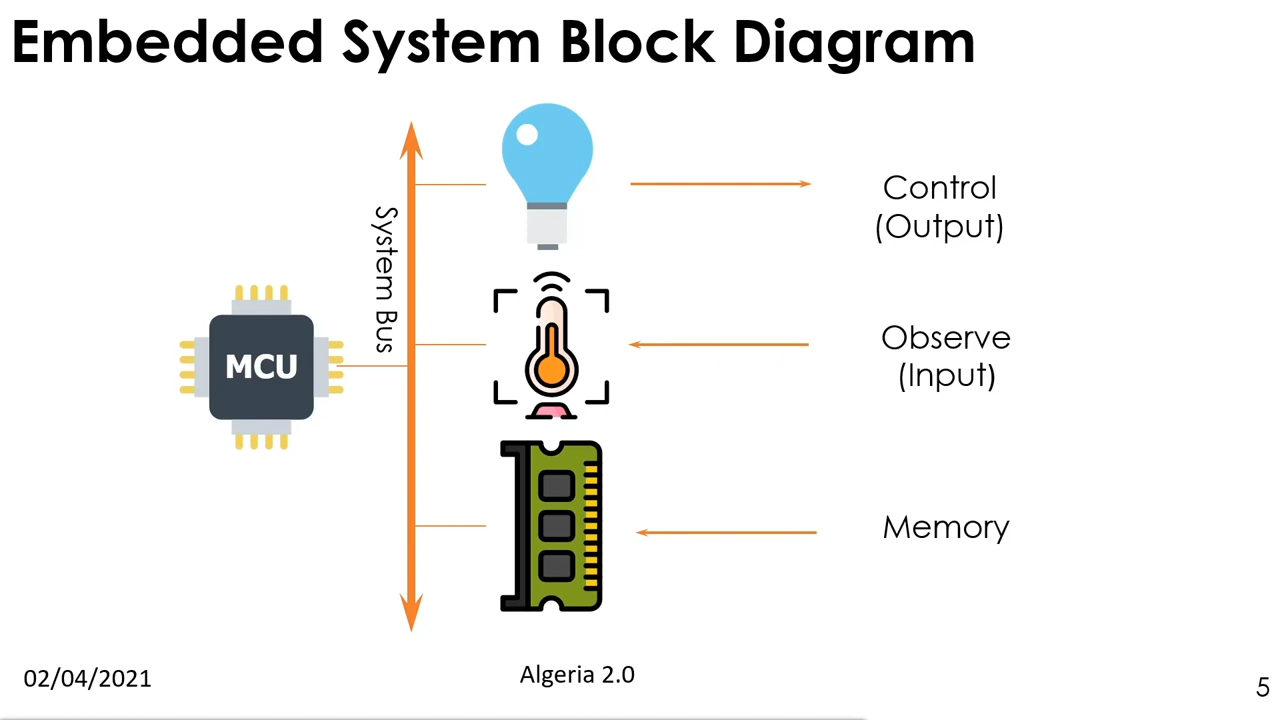 Embedded System Block Diagram
System Bus
MCU
Control
(Output)
Observe
(Input)
Memory
02/04/2021
Algeria 2.0
5